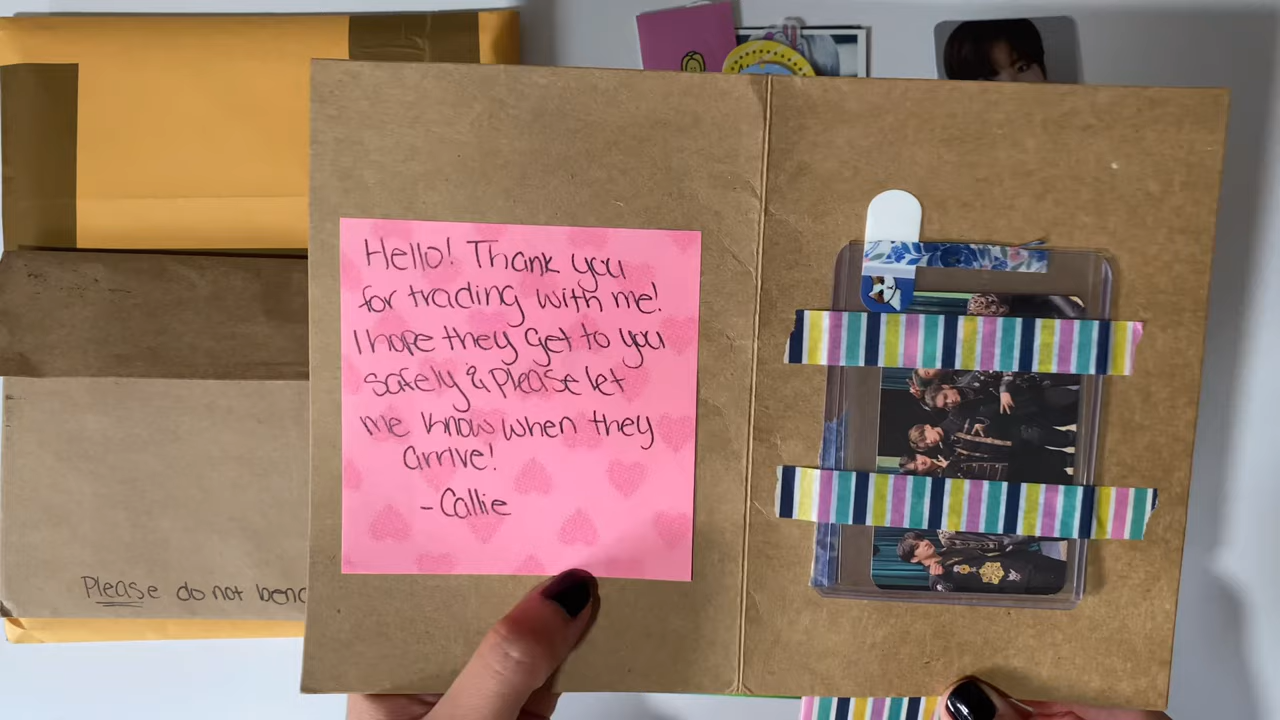 Hello! Thank you
for trading with me!
I hope they get to you
safely & Please let
me know when they
arrive!
-Callie
Please do not bend